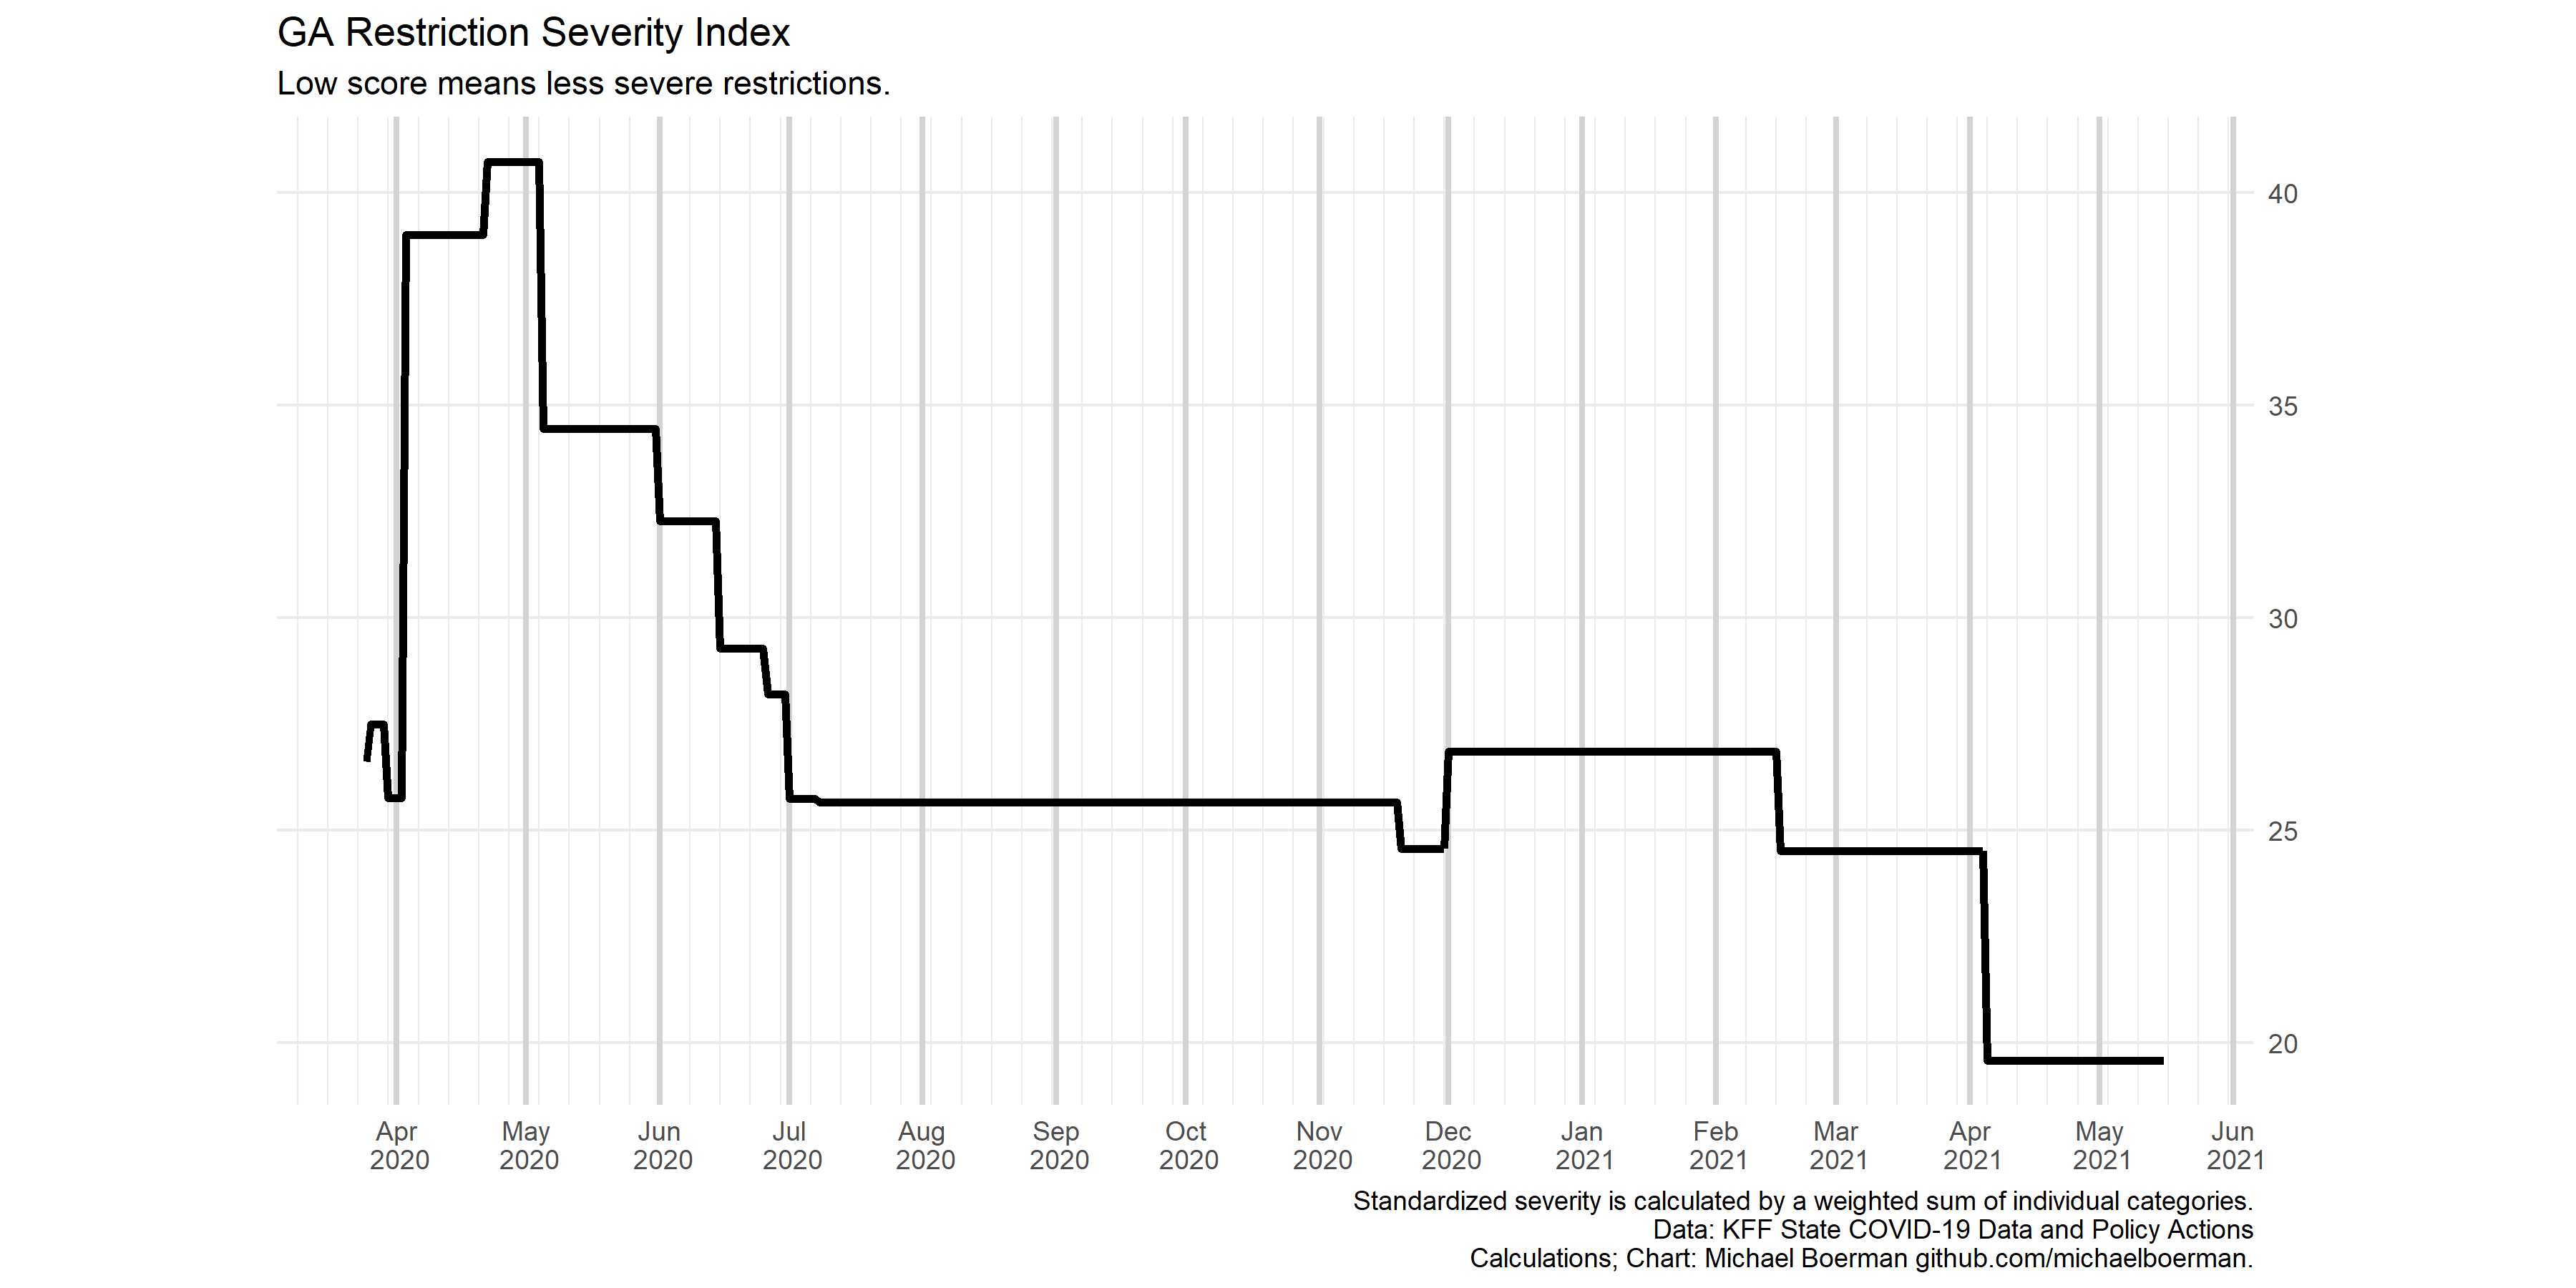 GA Restriction Severity Index
Low score means less severe restrictions.
40
35
30
25
20
Apr May Jun Jul Aug Sep Oct Nov Dec Jan Feb Mar Apr May Jun
2020 2020 2020 2020 2020 2020 2020 2020 2020 2021 2021 2021 2021 2021 2021
Standardized severity is calculated by a weighted sum of individual categories.
Data: KFF State COVID-19 Data and Policy Actions
Calculations; Chart: Michael Boerman github.com/michaelboerman.